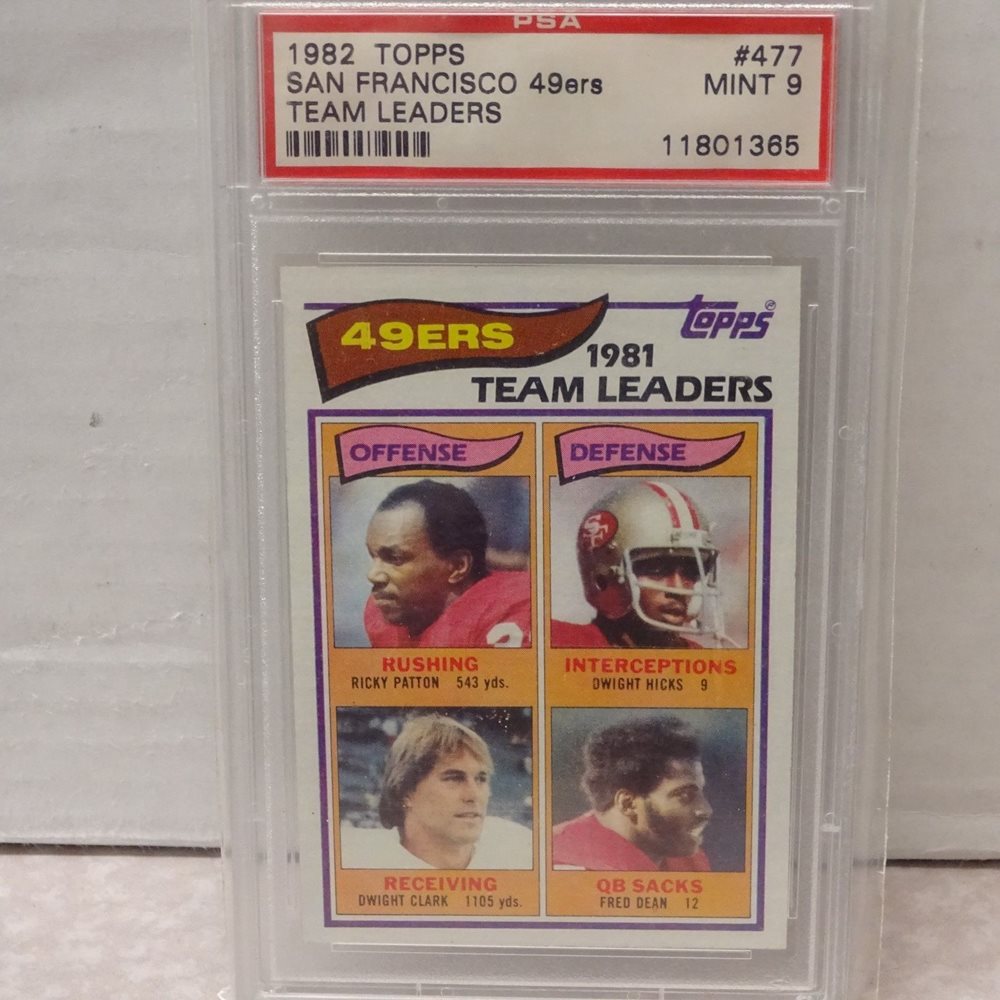 PSA
1982 TOPPS #477
SAN FRANCISCO 49ers MINT 9
TEAM LEADERS
11801365
49ERS
topps®
1981
TEAM LEADERS
OFFENSE
DEFENSE
SF
2
RUSHING
RICKY PATTON 543 yds.
INTERCEPTIONS
DWIGHT HICKS 9
RECEIVING
DWIGHT CLARK 1105 yds.
QB SACKS
FRED DEAN 12